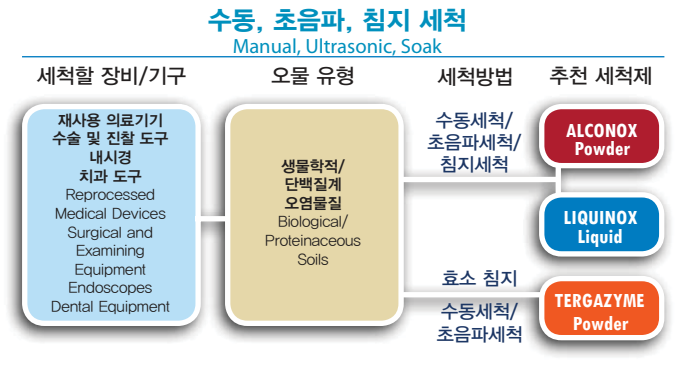 수동, 초음파, 침지 세척
Manual, Ultrasonic, Soak
세척할 장비/기구
오물 유형
세척방법
추천 세척제
재사용 의료기기
수술 및 진찰 도구
내시경
치과 도구
Reprocessed
Medical Devices
Surgical and
Examining
Equipment
Endoscopes
Dental Equipment
생물학적/
단백질계
오염물질
Biological/
Proteinaceous
Soils
수동세척/
초음파세척/
침지세척
ALCONOX
Powder
LIQUINOX
Liquid
효소 침지
수동세척/
초음파세척
TERGAZYME
Powder